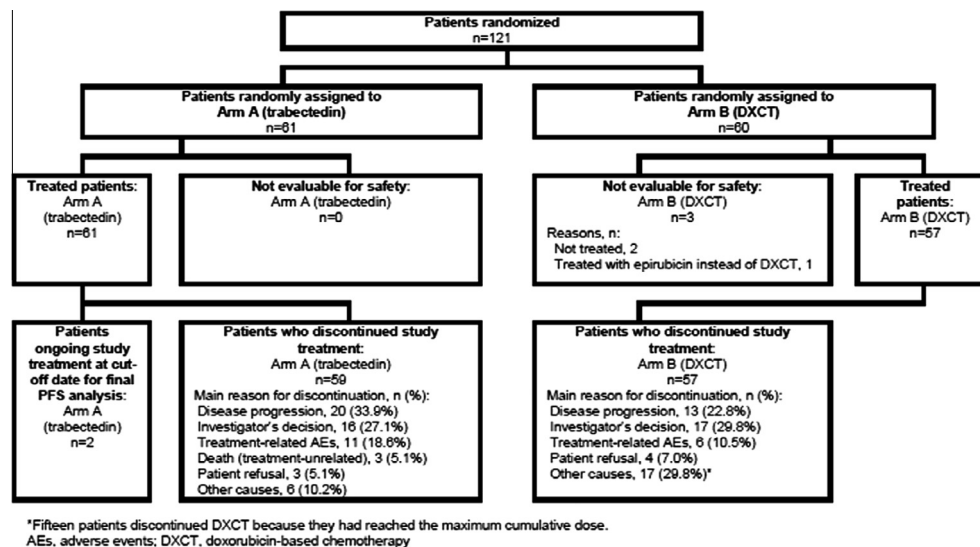 Patients randomized
n=121
Patients randomly assigned to
Arm A (trabectedin)
n=61
Patients randomly assigned to
Arm B (DXCT)
n=60
Treated patients:
Arm A
(trabectedin)
n=61
Not evaluable for safety:
Arm A (trabectedin)
n=0
Not evaluable for safety:
Arm B (DXCT)
n=3
Reasons, n:
Not treated, 2
Treated with epirubicin instead of DXCT, 1
Treated
patients:
Arm B (DXCT)
n=57
Patients
ongoing study
treatment at cut-
off date for final
PFS analysis:
Arm A
(trabectedin)
n=2
Patients who discontinued study
treatment:
Arm A (trabectedin)
n=59
Main reason for discontinuation, n (%):
Disease progression, 20 (33.9%)
Investigator's decision, 16 (27.1%)
Treatment-related AEs, 11 (18.6%)
Death (treatment-unrelated), 3 (5.1%)
Patient refusal, 3 (5.1%)
Other causes, 6 (10.2%)
Patients who discontinued study
treatment:
Arm B (DXCT)
n=57
Main reason for discontinuation, n (%):
Disease progression, 13 (22.8%)
Investigator's decision, 17 (29.8%)
Treatment-related AEs, 6 (10.5%)
Patient refusal, 4 (7.0%)
Other causes, 17 (29.8%)*
*Fifteen patients discontinued DXCT because they had reached the maximum cumulative dose.
AEs, adverse events; DXCT, doxorubicin-based chemotherapy